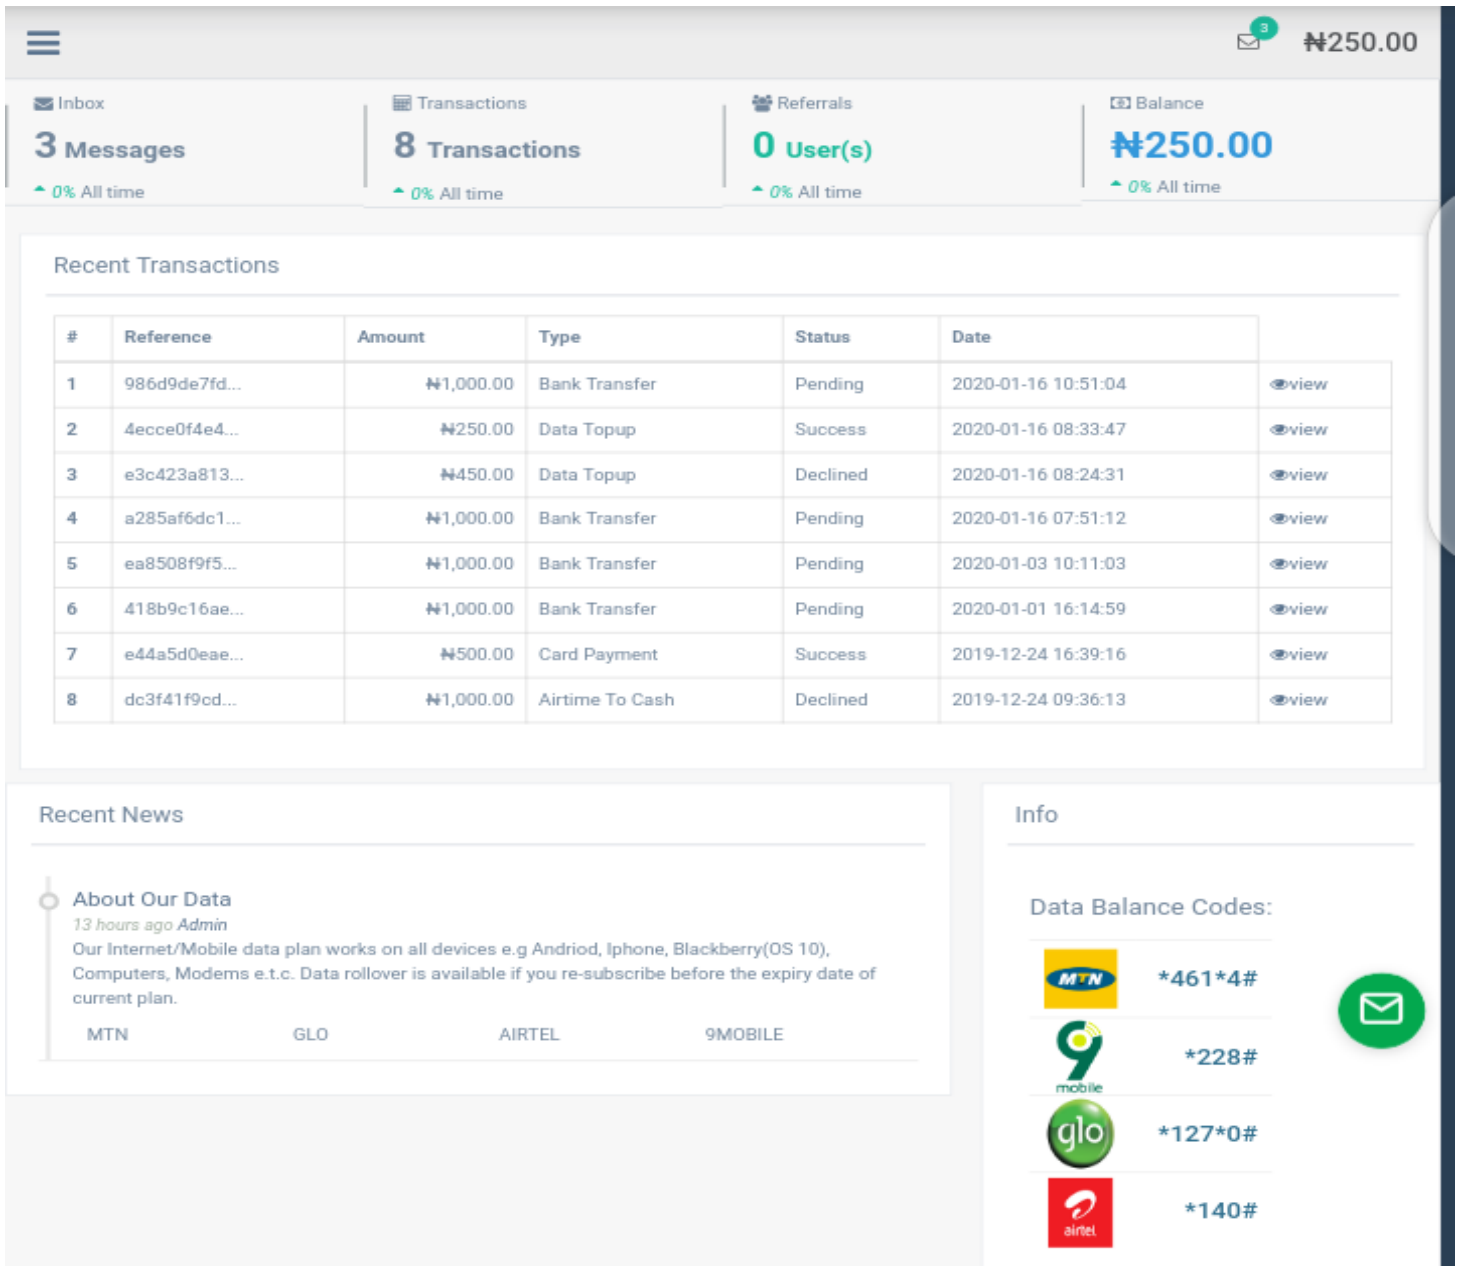 3
₦250.00
Inbox
3 Messages
0% All time
Transactions
8 Transactions
0% All time
Referrals
0 User(s)
0% All time
Balance
₦250.00
0% All time
Recent Transactions
# Reference Amount Type Status Date
1 986d9de7fd... ₦1,000.00 Bank Transfer Pending 2020-01-16 10:51:04 view
2 4ecce0f4e4... ₦250.00 Data Topup Success 2020-01-16 08:33:47 view
3 e3c423a813... ₦450.00 Data Topup Declined 2020-01-16 08:24:31 view
4 a285af6dc1... ₦1,000.00 Bank Transfer Pending 2020-01-16 07:51:12 view
5 ea8508f9f5... ₦1,000.00 Bank Transfer Pending 2020-01-03 10:11:03 view
6 418b9c16ae... ₦1,000.00 Bank Transfer Pending 2020-01-01 16:14:59 view
7 e44a5d0eae... ₦500.00 Card Payment Success 2019-12-24 16:39:16 view
8 dc3f41f9cd... ₦1,000.00 Airtime To Cash Declined 2019-12-24 09:36:13 view
Recent News
About Our Data
13 hours ago Admin
Our Internet/Mobile data plan works on all devices e.g Andriod, Iphone, Blackberry(OS 10),
Computers, Modems e.t.c. Data rollover is available if you re-subscribe before the expiry date of
current plan.
MTN GLO AIRTEL 9MOBILE
Info
Data Balance Codes:
MTN *461*4#
9 mobile *228#
glo *127*0#
airtel *140#